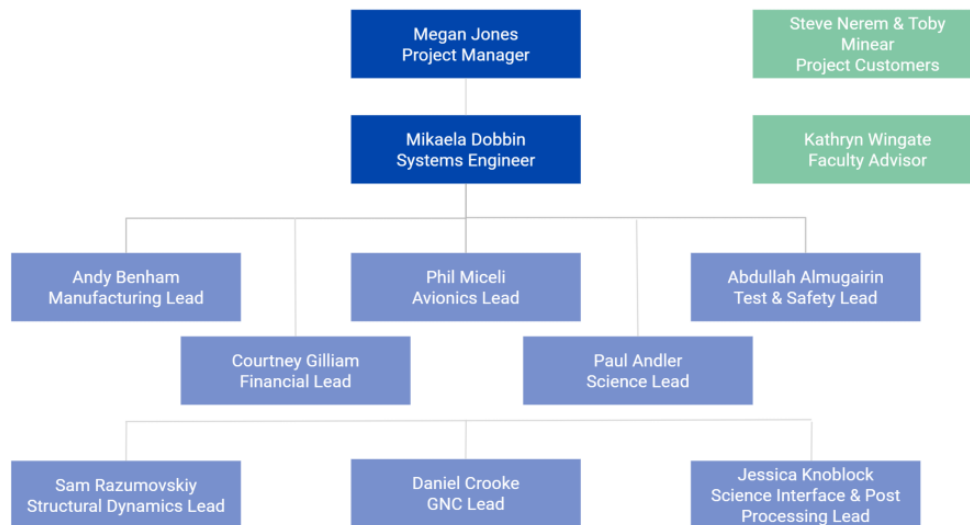 Megan Jones
Project Manager
Steve Nerem & Toby
Minear
Project Customers
Mikaela Dobbin
Systems Engineer
Kathryn Wingate
Faculty Advisor
Andy Benham
Manufacturing Lead
Phil Miceli
Avionics Lead
Abdullah Almugairin
Test & Safety Lead
Courtney Gilliam
Financial Lead
Paul Andler
Science Lead
Sam Razumovskiy
Structural Dynamics Lead
Daniel Crooke
GNC Lead
Jessica Knoblock
Science Interface & Post
Processing Lead